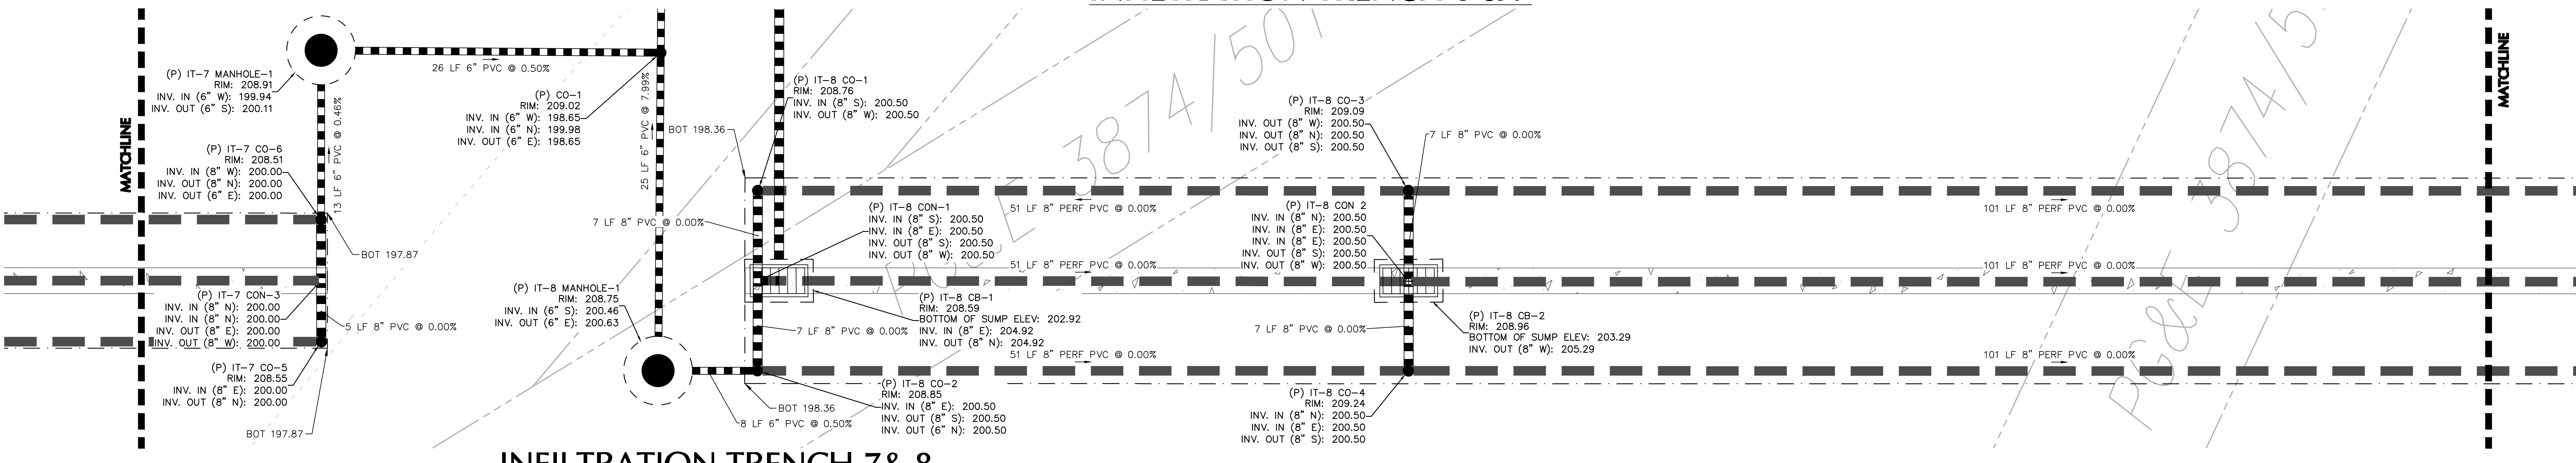 MATCHLINE
(P) IT-7 MANHOLE-1
RIM: 208.91
INV. IN (6" W): 199.94
INV. OUT (6" S): 200.11
26 LF 6" PVC @ 0.50%
13 LF 6" PVC @ 0.46%
(P) IT-7 CO-6
RIM: 208.51
INV. IN (8" W): 200.00
INV. OUT (8" N): 200.00
INV. OUT (6" E): 200.00
BOT 197.87
(P) IT-7 CON-3
INV. IN (8" N): 200.00
INV. IN (8" N): 200.00
INV. OUT (8" E): 200.00
INV. OUT (8" W): 200.00
5 LF 8" PVC @ 0.00%
(P) IT-7 CO-5
RIM: 208.55
INV. IN (8" E): 200.00
INV. OUT (8" N): 200.00
BOT 197.87
(P) CO-1
RIM: 209.02
INV. IN (6" W): 198.65
INV. IN (6" N): 199.98
INV. OUT (6" E): 198.65
25 LF 6" PVC @ 7.99%
BOT 198.36
(P) IT-8 CO-1
RIM: 208.76
INV. IN (8" S): 200.50
INV. OUT (8" W): 200.50
7 LF 8" PVC @ 0.00%
(P) IT-8 CON-1
INV. IN (8" S): 200.50
INV. IN (8" E): 200.50
INV. OUT (8" S): 200.50
INV. OUT (8" W): 200.50
(P) IT-8 MANHOLE-1
RIM: 208.75
INV. IN (6" S): 200.46
INV. OUT (6" E): 200.63
7 LF 8" PVC @ 0.00%
(P) IT-8 CB-1
RIM: 208.59
BOTTOM OF SUMP ELEV: 202.92
INV. IN (8" E): 204.92
INV. OUT (8" N): 204.92
(P) IT-8 CO-2
RIM: 208.85
INV. IN (8" E): 200.50
INV. OUT (8" S): 200.50
INV. OUT (6" N): 200.50
BOT 198.36
8 LF 6" PVC @ 0.50%
51 LF 8" PERF PVC @ 0.00%
51 LF 8" PERF PVC @ 0.00%
51 LF 8" PERF PVC @ 0.00%
(P) IT-8 CO-3
RIM: 209.09
INV. OUT (8" W): 200.50
INV. OUT (8" N): 200.50
INV. OUT (8" S): 200.50
7 LF 8" PVC @ 0.00%
(P) IT-8 CON 2
INV. IN (8" N): 200.50
INV. IN (8" E): 200.50
INV. IN (8" E): 200.50
INV. OUT (8" S): 200.50
INV. OUT (8" W): 200.50
7 LF 8" PVC @ 0.00%
(P) IT-8 CB-2
RIM: 208.96
BOTTOM OF SUMP ELEV: 203.29
INV. OUT (8" W): 205.29
(P) IT-8 CO-4
RIM: 209.24
INV. IN (8" N): 200.50
INV. IN (8" E): 200.50
INV. OUT (8" S): 200.50
101 LF 8" PERF PVC @ 0.00%
101 LF 8" PERF PVC @ 0.00%
101 LF 8" PERF PVC @ 0.00%
3874/501
PG&E 3874/5
MATCHLINE
INFILTRATION TRENCH 7& 8